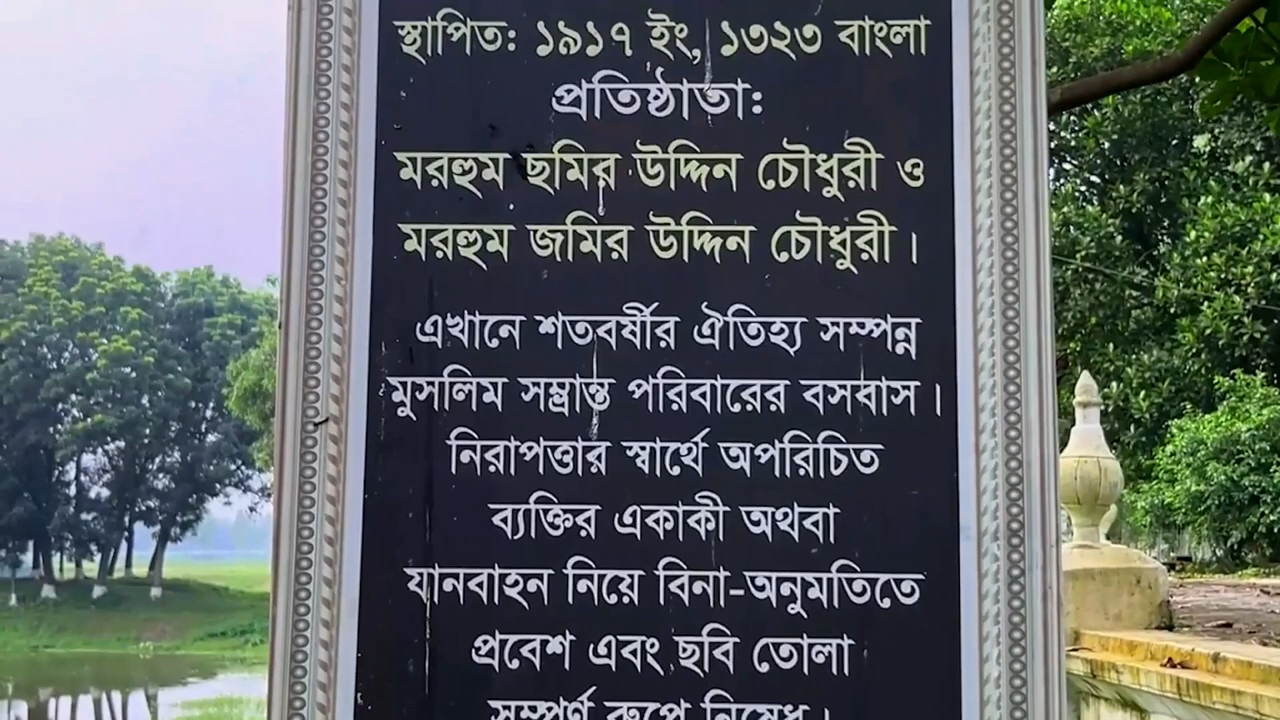 স্থাপিত: ১৯১৭ ইং, ১৩২৩ বাংলা
প্রতিষ্ঠাতা:
মরহুম ছমির উদ্দিন চৌধুরী ও
মরহুম জমির উদ্দিন চৌধুরী।
এখানে শতবর্ষীর ঐতিহ্য সম্পন্ন
মুসলিম সম্ভ্রান্ত পরিবারের বসবাস।
নিরাপত্তার স্বার্থে অপরিচিত
ব্যক্তির একাকী অথবা
যানবাহন নিয়ে বিনা-অনুমতিতে
প্রবেশ এবং ছবি তোলা
সম্পূর্ণ রুপে নিষেধ।